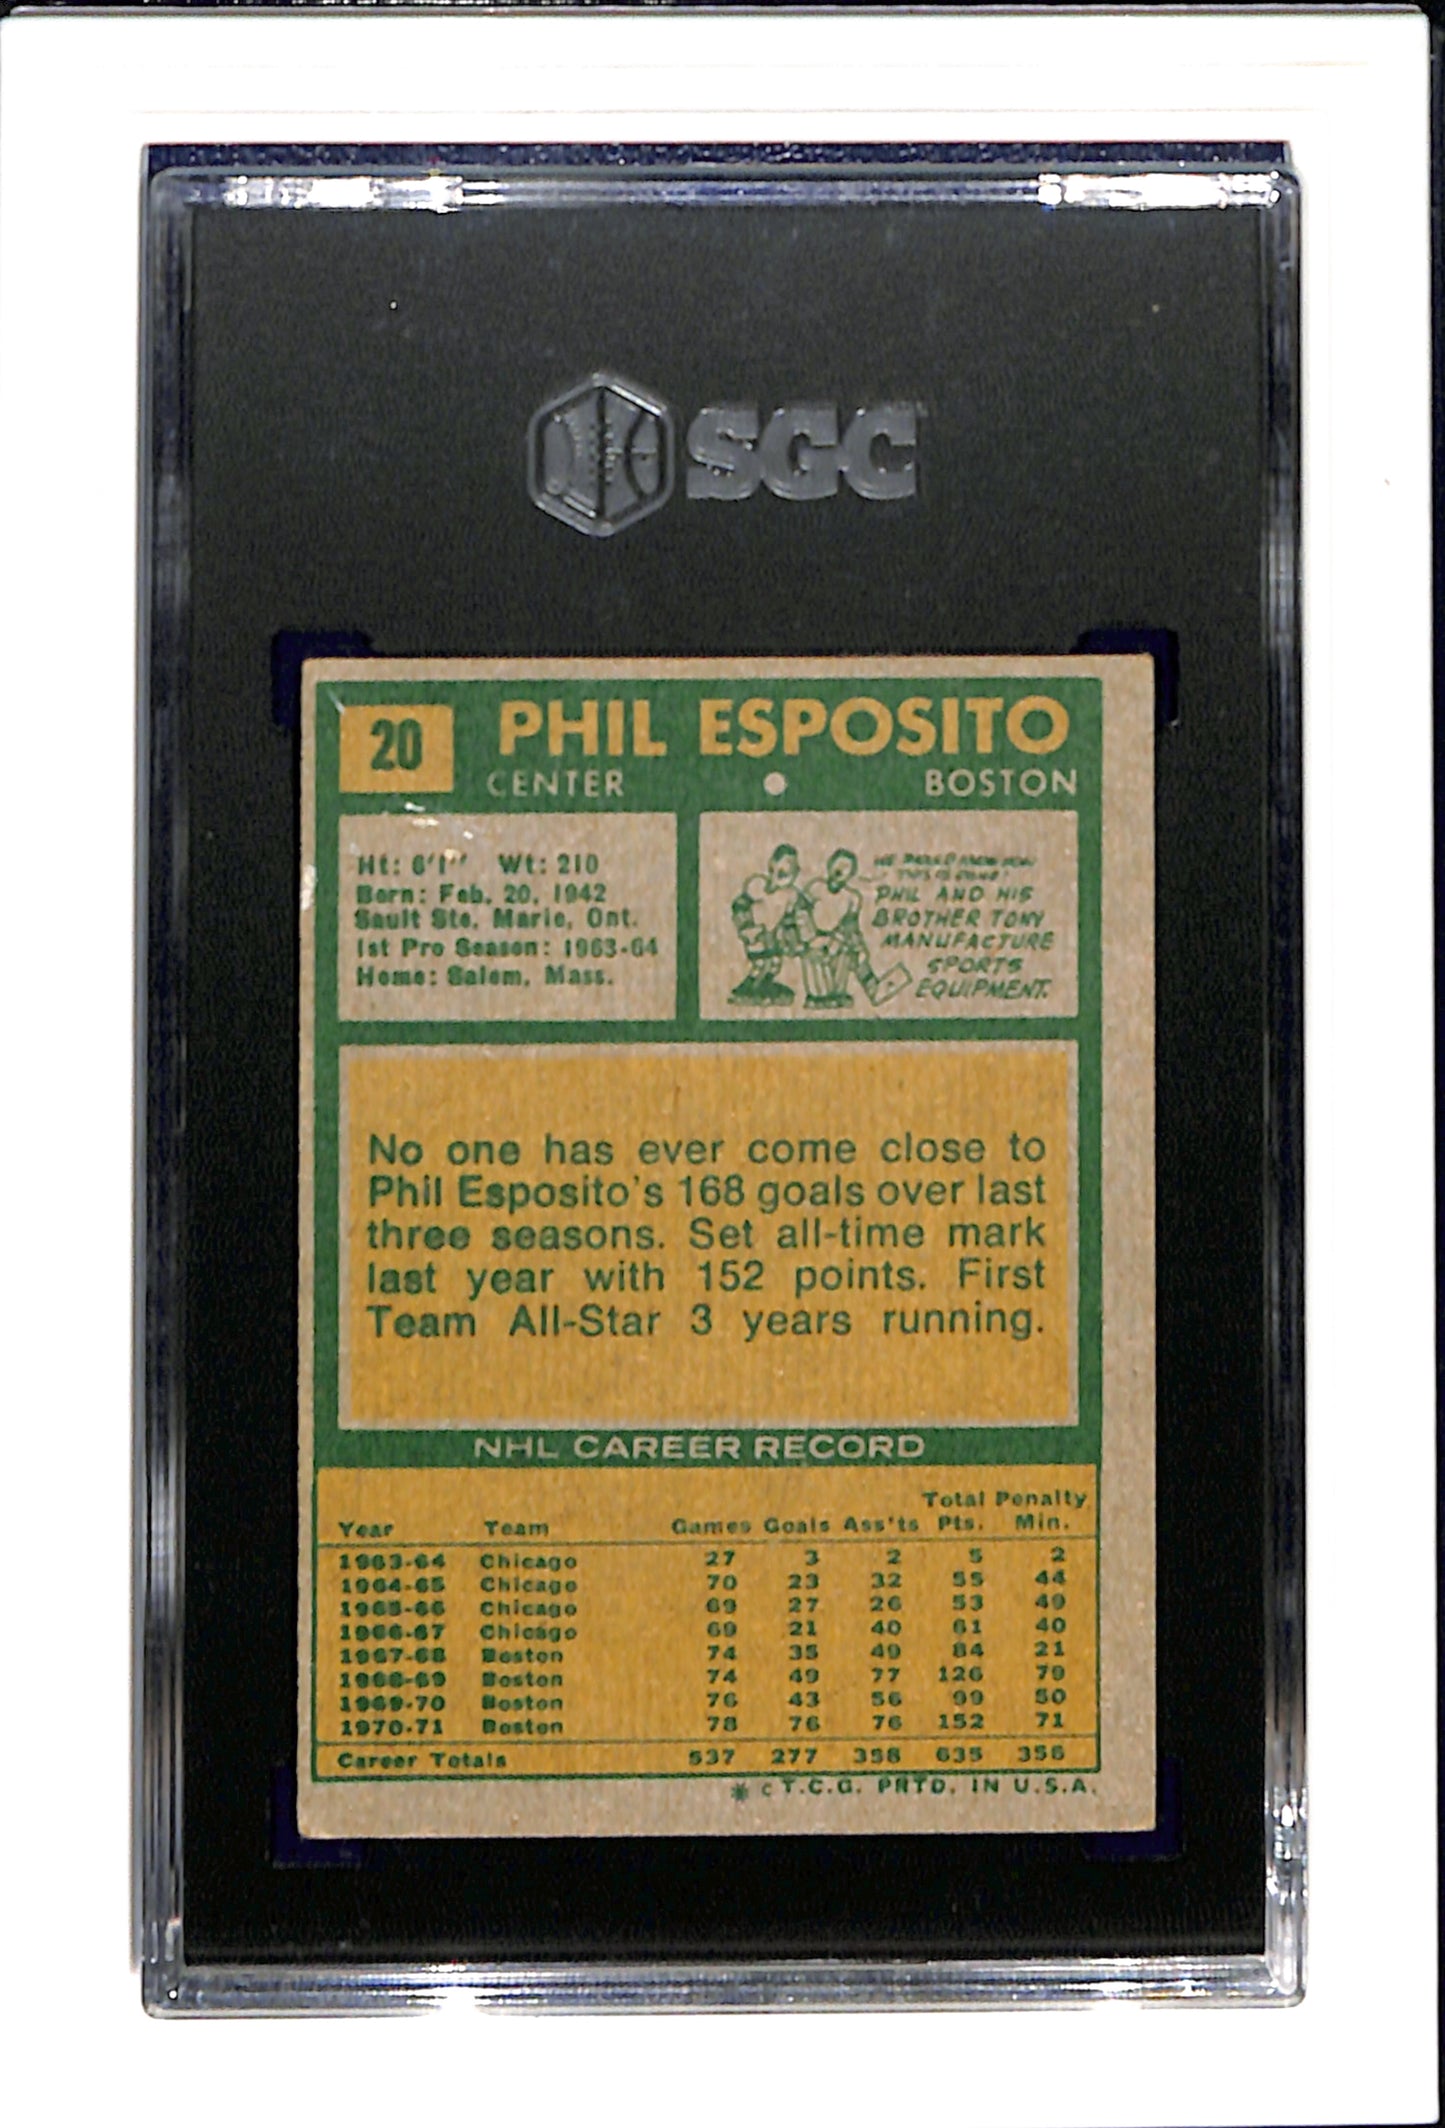 SGC
20 PHIL ESPOSITO
CENTER BOSTON
Ht: 6'1" Wt: 210
Born: Feb. 20, 1942
Sault Ste. Marie, Ont.
1st Pro Season: 1963-64
Home: Salem, Mass.
PHIL AND HIS
BROTHER TONY
MANUFACTURE
SPORTS
EQUIPMENT.
No one has ever come close to
Phil Esposito's 168 goals over last
three seasons. Set all-time mark
last year with 152 points. First
Team All-Star 3 years running.
NHL CAREER RECORD
Total Penalty
Year Team Games Goals Ass'ts Pts. Min.
1963-64 Chicago 27 3 2 5 2
1964-65 Chicago 70 23 32 55 44
1965-66 Chicago 69 27 26 53 49
1966-67 Chicago 69 21 40 61 40
1967-68 Boston 74 35 49 84 21
1968-69 Boston 74 49 77 126 79
1969-70 Boston 76 43 56 99 50
1970-71 Boston 78 76 76 152 71
Career Totals 537 277 358 635 356
* © T.C.G. PRTD. IN U.S.A.